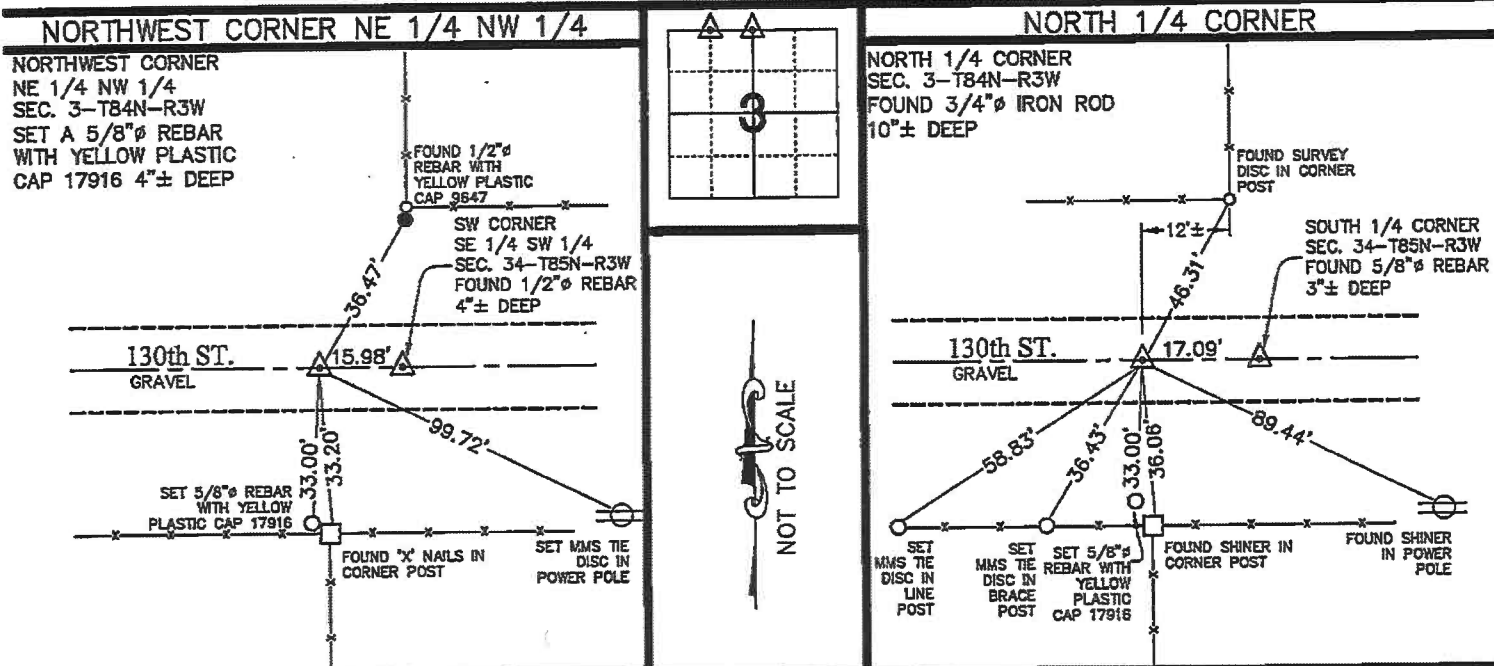 NORTHWEST CORNER NE 1/4 NW 1/4
NORTHWEST CORNER
NE 1/4 NW 1/4
SEC. 3-T84N-R3W
SET A 5/8"ø REBAR
WITH YELLOW PLASTIC
CAP 17916 4"± DEEP
FOUND 1/2"ø
REBAR WITH
YELLOW PLASTIC
CAP 9647
SW CORNER
SE 1/4 SW 1/4
SEC. 34-T85N-R3W
FOUND 1/2"ø REBAR
4"± DEEP
36.47'
130th ST.
GRAVEL
15.98'
99.72'
33.00'
33.20'
SET 5/8"ø REBAR
WITH YELLOW
PLASTIC CAP 17916
FOUND 'X' NAILS IN
CORNER POST
SET MMS TIE
DISC IN
POWER POLE
3
NOT TO SCALE
NORTH 1/4 CORNER
NORTH 1/4 CORNER
SEC. 3-T84N-R3W
FOUND 3/4"ø IRON ROD
10"± DEEP
FOUND SURVEY
DISC IN CORNER
POST
12'±
46.31'
SOUTH 1/4 CORNER
SEC. 34-T85N-R3W
FOUND 5/8"ø REBAR
3"± DEEP
130th ST.
GRAVEL
17.09'
58.83'
36.43'
33.00'
36.06'
89.44'
SET
MMS TIE
DISC IN
LINE
POST
SET
MMS TIE
DISC IN
BRACE
POST
SET 5/8"ø
REBAR WITH
YELLOW
PLASTIC
CAP 17916
FOUND SHINER IN
CORNER POST
FOUND SHINER
IN POWER
POLE